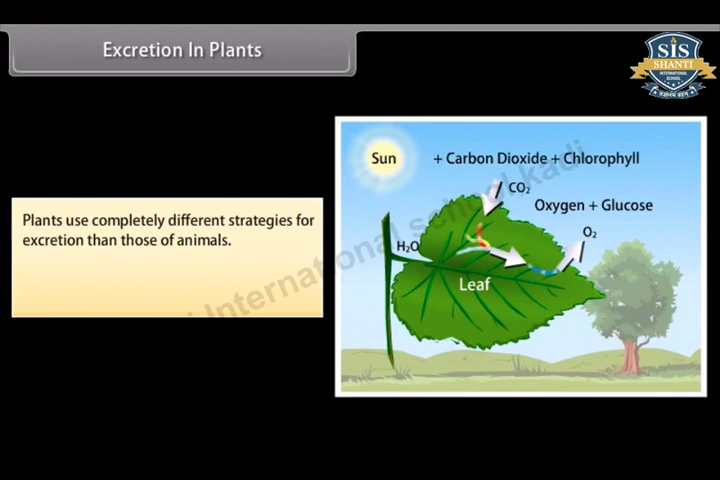 Excretion In Plants
SIS
SHANTI
INTERNATIONAL
SCHOOL
Sun + Carbon Dioxide + Chlorophyll
CO₂
Oxygen + Glucose
O₂
H₂O
Leaf
Plants use completely different strategies for
excretion than those of animals.
International school,kadi